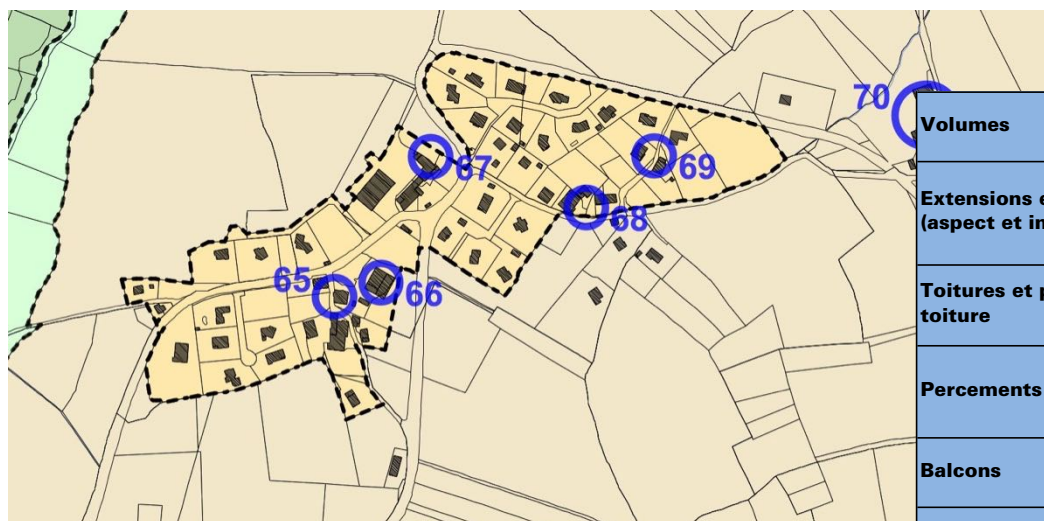 70
67
69
68
65
66
Volumes
Extensions e
(aspect et in
Toitures et p
toiture
Percements
Balcons